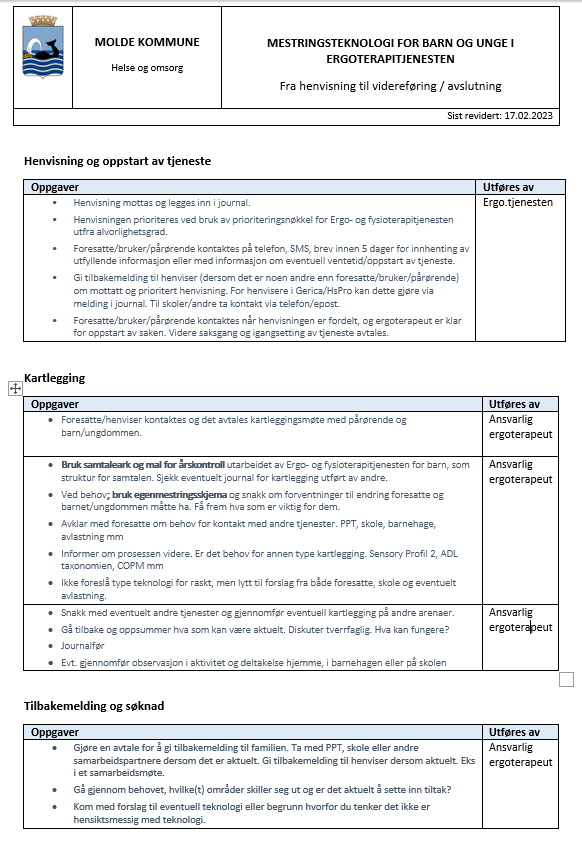 MOLDE KOMMUNE
Helse og omsorg
MESTRINGSTEKNOLOGI FOR BARN OG UNGE I
ERGOTERAPITJENESTEN
Fra henvisning til videreføring / avslutning
Sist revidert: 17.02.2023
Henvisning og oppstart av tjeneste
Oppgaver
Utføres av
• Henvisning mottas og legges inn i journal.
Ergo.tjenesten
• Henvisningen prioriteres ved bruk av prioriteringsnøkkel for Ergo- og fysioterapitjenesten
utfra alvorlighetsgrad.
• Foresatte/bruker/pårørende kontaktes på telefon, SMS, brev innen 5 dager for innhenting av
utfyllende informasjon eller med informasjon om eventuell ventetid/oppstart av tjeneste.
• Gi tilbakemelding til henviser (dersom det er noen andre enn foresatte/bruker/pårørende)
om mottatt og prioritert henvisning. For henvisere i Gerica/HsPro kan dette gjøre via
melding i journal. Til skoler/andre ta kontakt via telefon/epost.
• Foresatte/bruker/pårørende kontaktes når henvisningen er fordelt, og ergoterapeut er klar
for oppstart av saken. Videre saksgang og igangsetting av tjeneste avtales.
Kartlegging
Oppgaver
Utføres av
• Foresatte/henviser kontaktes og det avtales kartleggingsmøte med pårørende og
barn/ungdommen.
Ansvarlig
ergoterapeut
• Bruk samtaleark og mal for årskontroll utarbeidet av Ergo- og fysioterapitjenesten for barn, som
struktur for samtalen. Sjekk eventuelt journal for kartlegging utført av andre.
• Ved behov; bruk egenmestringsskjema og snakk om forventninger til endring foresatte og
barnet/ungdommen måtte ha. Få frem hva som er viktig for dem.
• Avklar med foresatte om behov for kontakt med andre tjenester. PPT, skole, barnehage,
avlastning mm
• Informer om prosessen videre. Er det behov for annen type kartlegging. Sensory Profil 2, ADL
taxonomien, COPM mm
• Ikke foreslå type teknologi for raskt, men lytt til forslag fra både foresatte, skole og eventuelt
avlastning.
Ansvarlig
ergoterapeut
• Snakk med eventuelt andre tjenester og gjennomfør eventuell kartlegging på andre arenaer.
• Gå tilbake og oppsummer hva som kan være aktuelt. Diskuter tverrfaglig. Hva kan fungere?
• Journalfør
• Evt. gjennomfør observasjon i aktivitet og deltakelse hjemme, i barnehagen eller på skolen
Ansvarlig
ergoterapeut
Tilbakemelding og søknad
Oppgaver
Utføres av
• Gjøre en avtale for å gi tilbakemelding til familien. Ta med PPT, skole eller andre
samarbeidspartnere dersom det er aktuelt. Gi tilbakemelding til henviser dersom aktuelt. Eks
i et samarbeidsmøte.
• Gå gjennom behovet, hvilke(t) områder skiller seg ut og er det aktuelt å sette inn tiltak?
• Kom med forslag til eventuell teknologi eller begrunn hvorfor du tenker det ikke er
hensiktsmessig med teknologi.
Ansvarlig
ergoterapeut